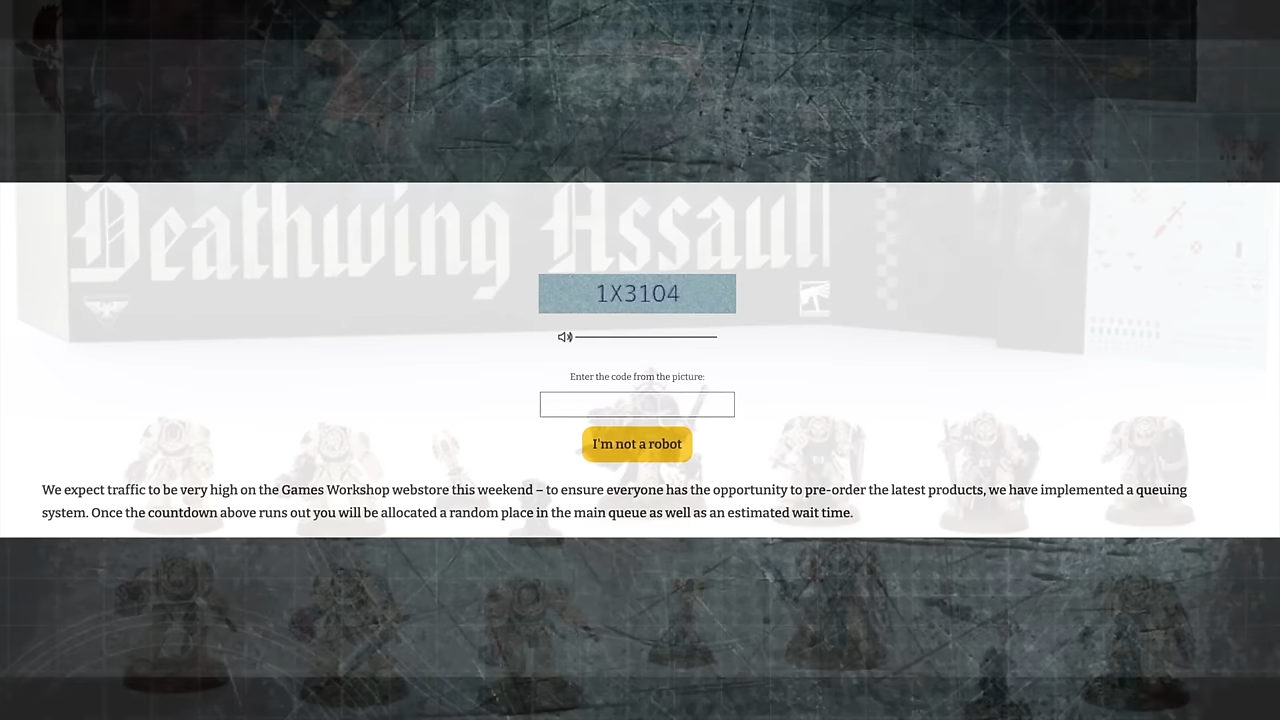 Deathwing Assault
1X3104
Enter the code from the picture:
I'm not a robot
We expect traffic to be very high on the Games Workshop webstore this weekend – to ensure everyone has the opportunity to pre-order the latest products, we have implemented a queuing
system. Once the countdown above runs out you will be allocated a random place in the main queue as well as an estimated wait time.